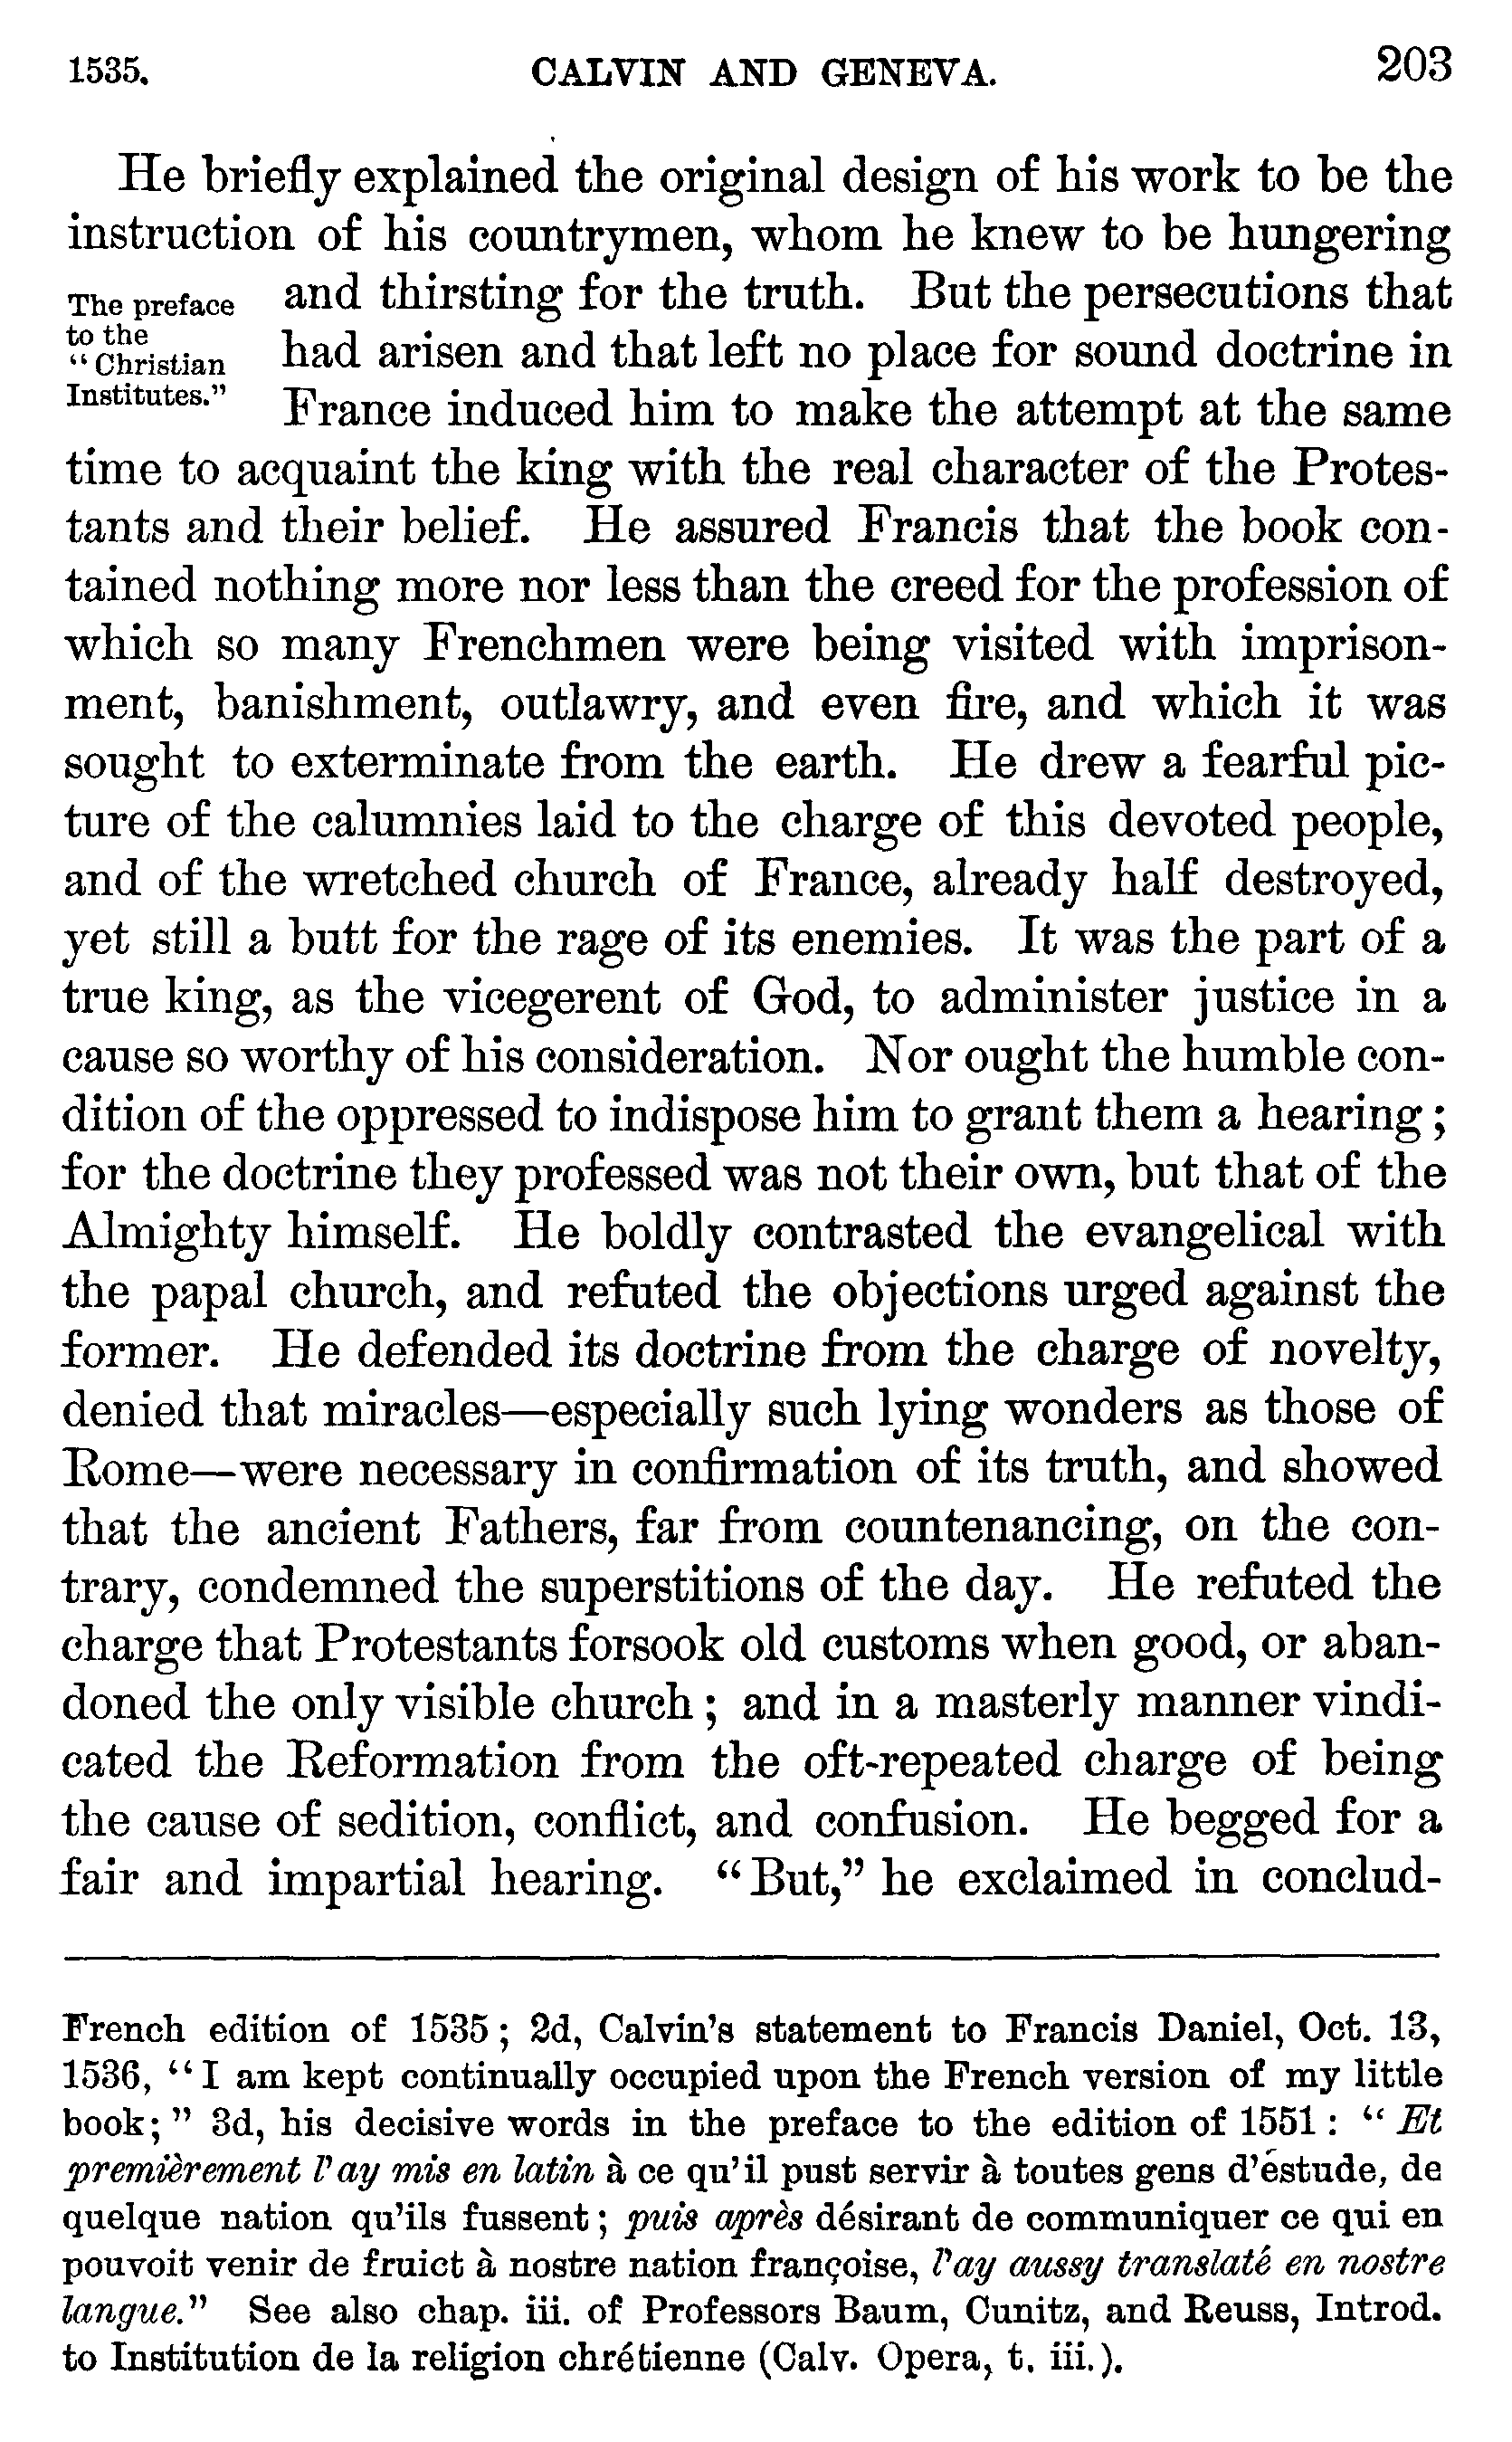 1535. CALVIN AND GENEVA. 203
He briefly explained the original design of his work to be the
instruction of his countrymen, whom he knew to be hungering
The preface
to the
“Christian
Institutes.”
and thirsting for the truth. But the persecutions that
had arisen and that left no place for sound doctrine in
France induced him to make the attempt at the same
time to acquaint the king with the real character of the Protes-
tants and their belief. He assured Francis that the book con-
tained nothing more nor less than the creed for the profession of
which so many Frenchmen were being visited with imprison-
ment, banishment, outlawry, and even fire, and which it was
sought to exterminate from the earth. He drew a fearful pic-
ture of the calumnies laid to the charge of this devoted people,
and of the wretched church of France, already half destroyed,
yet still a butt for the rage of its enemies. It was the part of a
true king, as the vicegerent of God, to administer justice in a
cause so worthy of his consideration. Nor ought the humble con-
dition of the oppressed to indispose him to grant them a hearing;
for the doctrine they professed was not their own, but that of the
Almighty himself. He boldly contrasted the evangelical with
the papal church, and refuted the objections urged against the
former. He defended its doctrine from the charge of novelty,
denied that miracles—especially such lying wonders as those of
Rome—were necessary in confirmation of its truth, and showed
that the ancient Fathers, far from countenancing, on the con-
trary, condemned the superstitions of the day. He refuted the
charge that Protestants forsook old customs when good, or aban-
doned the only visible church; and in a masterly manner vindi-
cated the Reformation from the oft-repeated charge of being
the cause of sedition, conflict, and confusion. He begged for a
fair and impartial hearing. “But,” he exclaimed in conclud-
French edition of 1535; 2d, Calvin’s statement to Francis Daniel, Oct. 13,
1536, “I am kept continually occupied upon the French version of my little
book;” 3d, his decisive words in the preface to the edition of 1551: “Et
premièrement l’ay mis en latin à ce qu’il pust servir à toutes gens d’éstude, de
quelque nation qu’ils fussent; puis après désirant de communiquer ce qui en
pouvoit venir de fruict à nostre nation françoise, l’ay aussy translaté en nostre
langue.” See also chap. iii. of Professors Baum, Cunitz, and Reuss, Introd.
to Institution de la religion chrétienne (Calv. Opera, t. iii.).